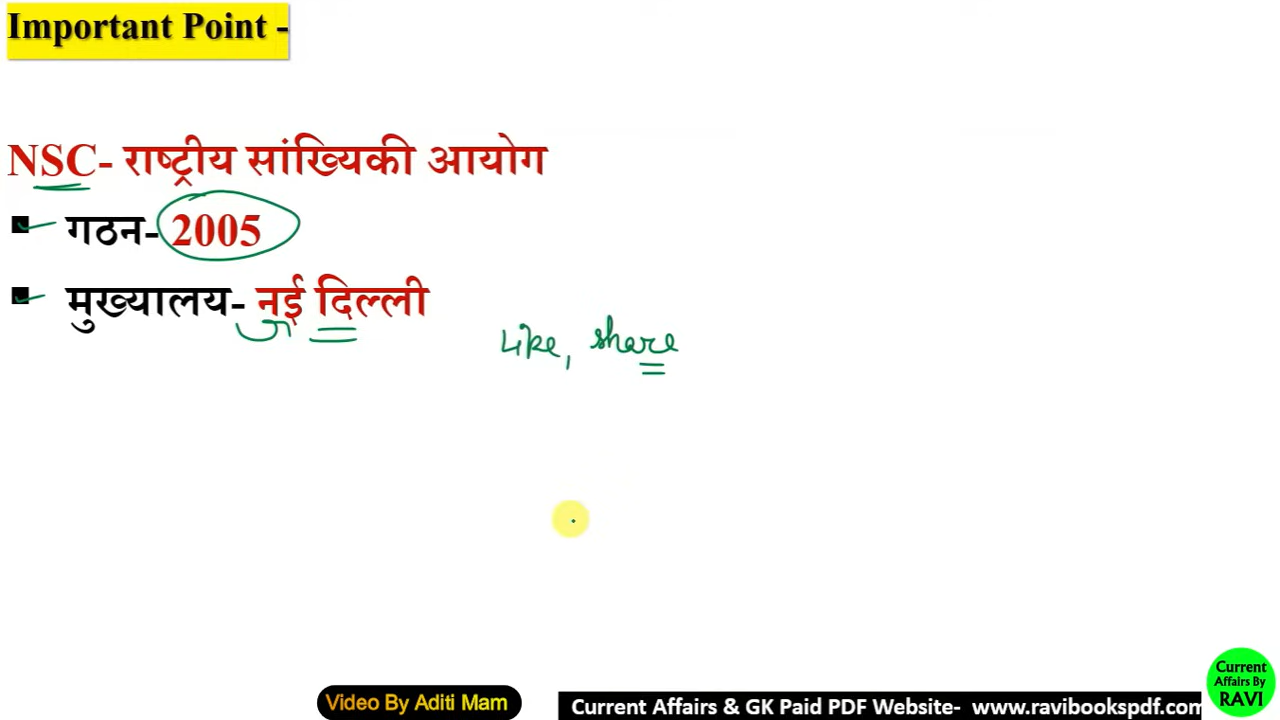 Important Point -
NSC- राष्ट्रीय सांख्यिकी आयोग
गठन- 2005
मुख्यालय- नई दिल्ली
Like, share
Video By Aditi Mam
Current Affairs & GK Paid PDF Website- www.ravibookspdf.com
Current
Affairs By
RAVI